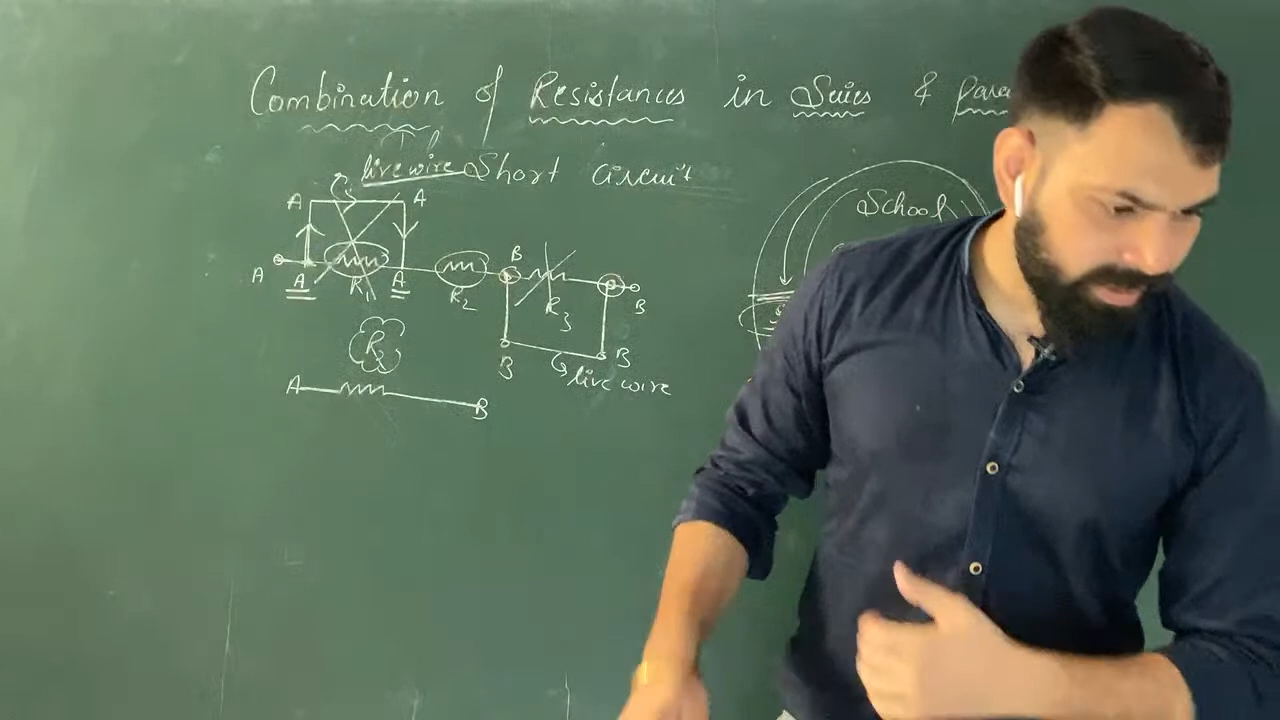 Combination of Resistances in Series & Para
live wire Short circuit
School
A A
A A A B B
R1 R2 R3
R
B B
live wire
A B